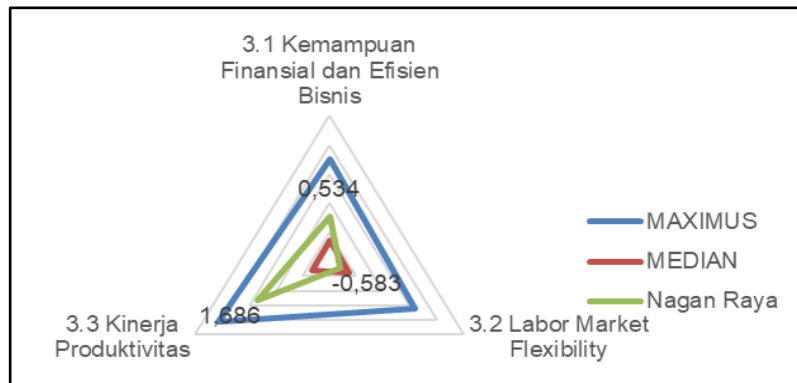 3.1 Kemampuan
Finansial dan Efisien
Bisnis
0,534
-0,583
1,686
3.3 Kinerja
Produktivitas
3.2 Labor Market
Flexibility
MAXIMUS
MEDIAN
Nagan Raya